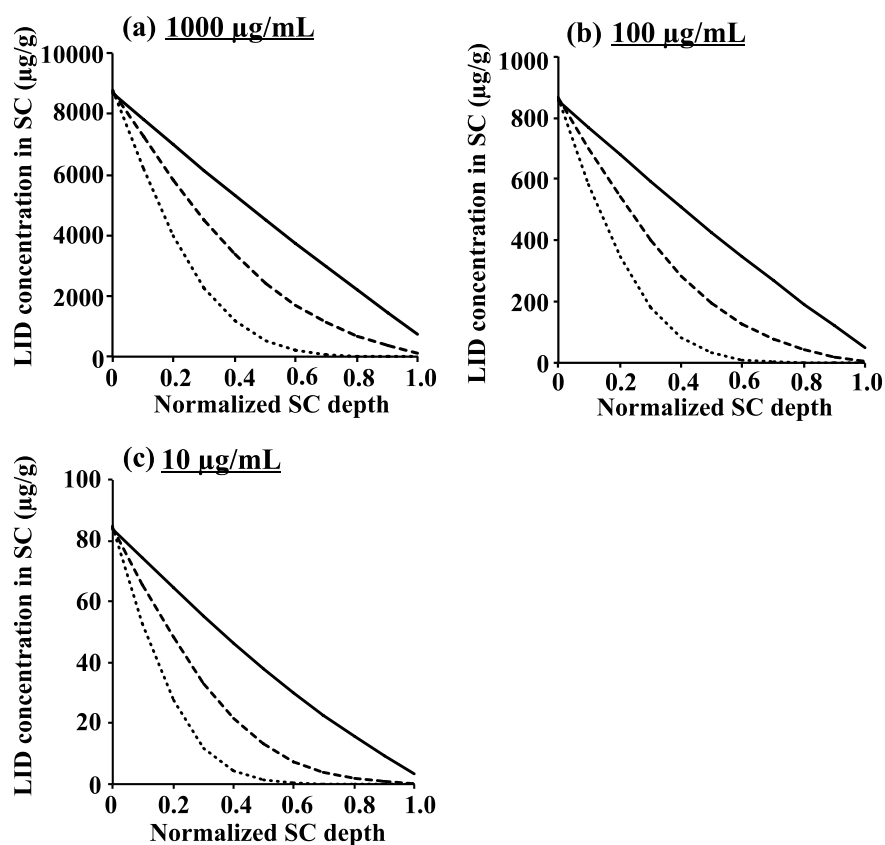 (a) 1000 µg/mL
LID concentration in SC (µg/g)
10000
8000
6000
4000
2000
0
0 0.2 0.4 0.6 0.8 1.0
Normalized SC depth
(b) 100 µg/mL
LID concentration in SC (µg/g)
1000
800
600
400
200
0
0 0.2 0.4 0.6 0.8 1.0
Normalized SC depth
(c) 10 µg/mL
LID concentration in SC (µg/g)
100
80
60
40
20
0
0 0.2 0.4 0.6 0.8 1.0
Normalized SC depth